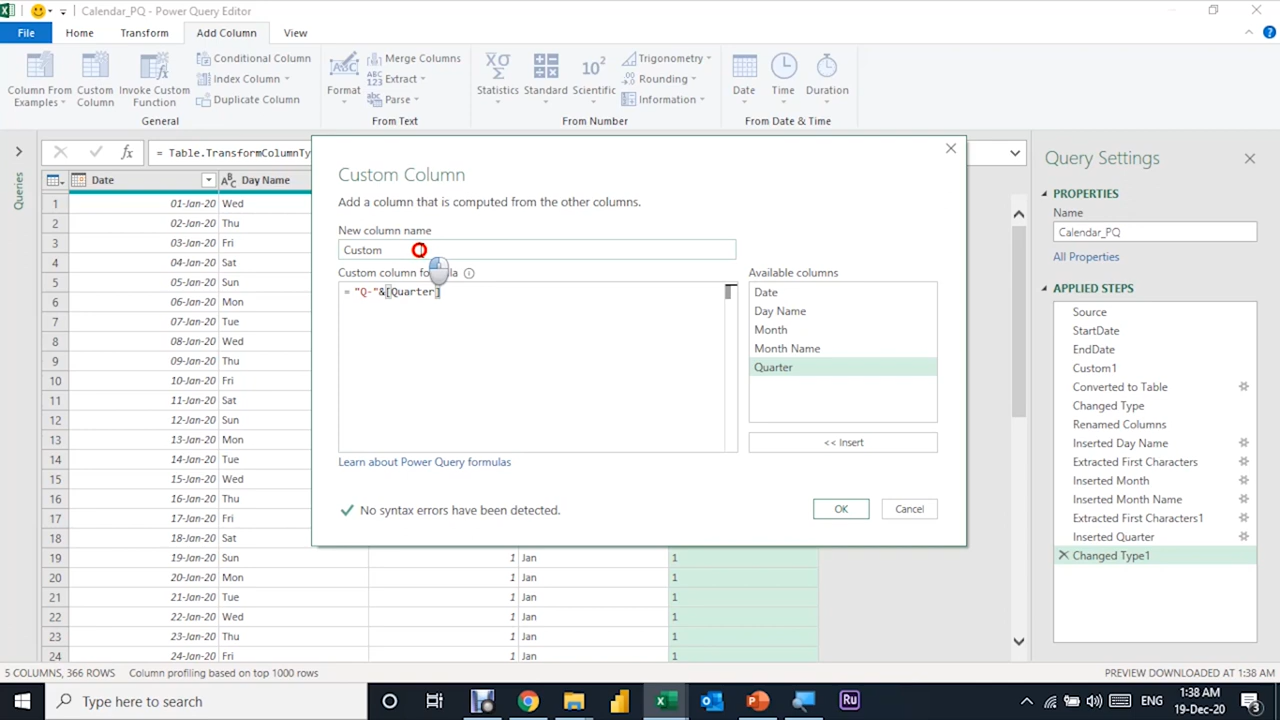 Calendar_PQ - Power Query Editor
File
Home
Transform
Add Column
View
Column From Examples
Custom Column
Invoke Custom Function
Conditional Column
Index Column
Duplicate Column
General
Format
Merge Columns
Extract
Parse
From Text
Statistics
Standard
Scientific
Trigonometry
Rounding
Information
From Number
Date
Time
Duration
From Date & Time
= Table.TransformColumnTy
Queries
Date
Day Name
1 01-Jan-20 Wed
2 02-Jan-20 Thu
3 03-Jan-20 Fri
4 04-Jan-20 Sat
5 05-Jan-20 Sun
6 06-Jan-20 Mon
7 07-Jan-20 Tue
8 08-Jan-20 Wed
9 09-Jan-20 Thu
10 10-Jan-20 Fri
11 11-Jan-20 Sat
12 12-Jan-20 Sun
13 13-Jan-20 Mon
14 14-Jan-20 Tue
15 15-Jan-20 Wed
16 16-Jan-20 Thu
17 17-Jan-20 Fri
18 18-Jan-20 Sat
19 19-Jan-20 Sun 1 Jan 1
20 20-Jan-20 Mon 1 Jan 1
21 21-Jan-20 Tue 1 Jan 1
22 22-Jan-20 Wed 1 Jan 1
23 23-Jan-20 Thu 1 Jan 1
24 24-Jan-20 Fri 1 Jan 1
Custom Column
Add a column that is computed from the other columns.
New column name
Custom
Custom column
= "Q-"&[Quarter]
Available columns
Date
Day Name
Month
Month Name
Quarter
<< Insert
Learn about Power Query formulas
No syntax errors have been detected.
OK
Cancel
Query Settings
PROPERTIES
Name
Calendar_PQ
All Properties
APPLIED STEPS
Source
StartDate
EndDate
Custom1
Converted to Table
Changed Type
Renamed Columns
Inserted Day Name
Extracted First Characters
Inserted Month
Inserted Month Name
Extracted First Characters1
Inserted Quarter
Changed Type1
5 COLUMNS, 366 ROWS
Column profiling based on top 1000 rows
PREVIEW DOWNLOADED AT 1:38 AM
Type here to search
Ru
ENG
1:38 AM
19-Dec-20
3